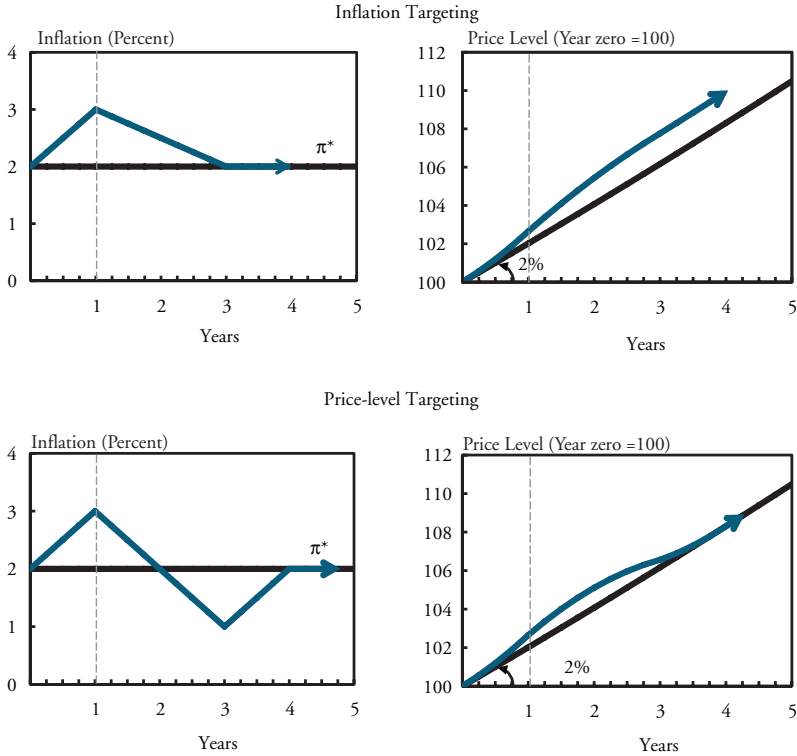 Inflation Targeting
Inflation (Percent)
4
3
2
1
0
π*
1 2 3 4 5
Years
Price Level (Year zero =100)
112
110
108
106
104
102
100
2%
1 2 3 4 5
Years
Price-level Targeting
Inflation (Percent)
4
3
2
1
0
π*
1 2 3 4 5
Years
Price Level (Year zero =100)
112
110
108
106
104
102
100
2%
1 2 3 4 5
Years